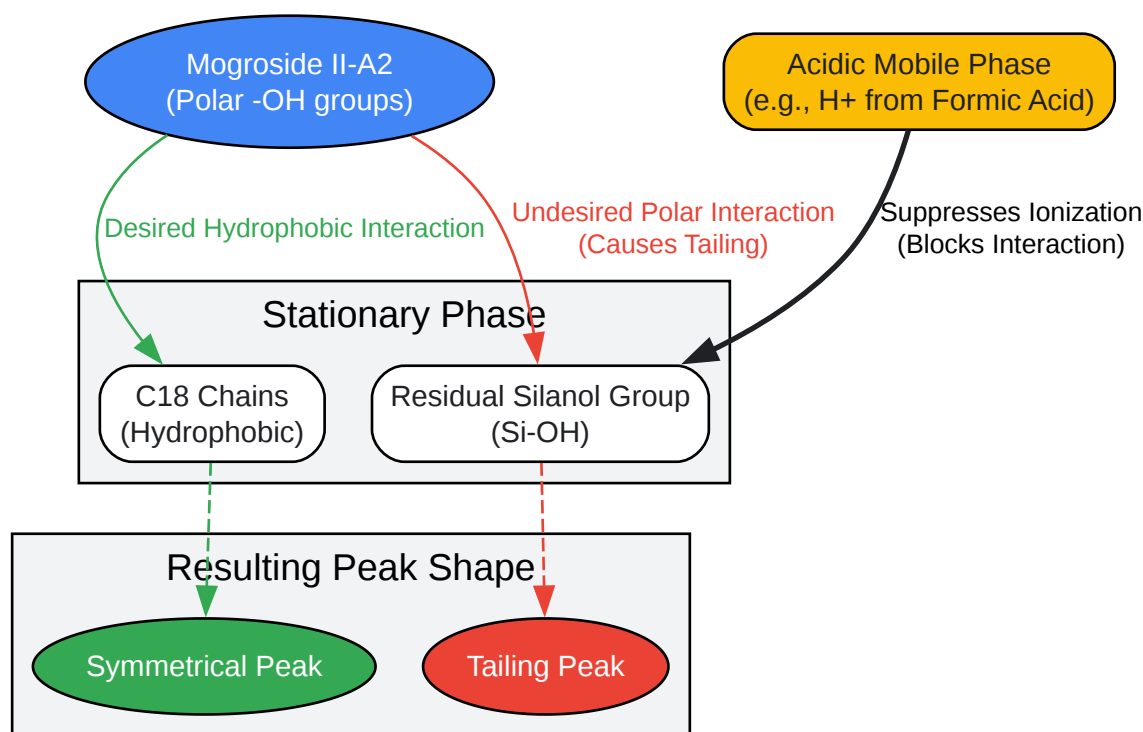 Mogroside II-A2
(Polar -OH groups)
Acidic Mobile Phase
(e.g., H+ from Formic Acid)
Desired Hydrophobic Interaction
Undesired Polar Interaction
(Causes Tailing)
Suppresses Ionization
(Blocks Interaction)
Stationary Phase
C18 Chains
(Hydrophobic)
Residual Silanol Group
(Si-OH)
Resulting Peak Shape
Symmetrical Peak
Tailing Peak